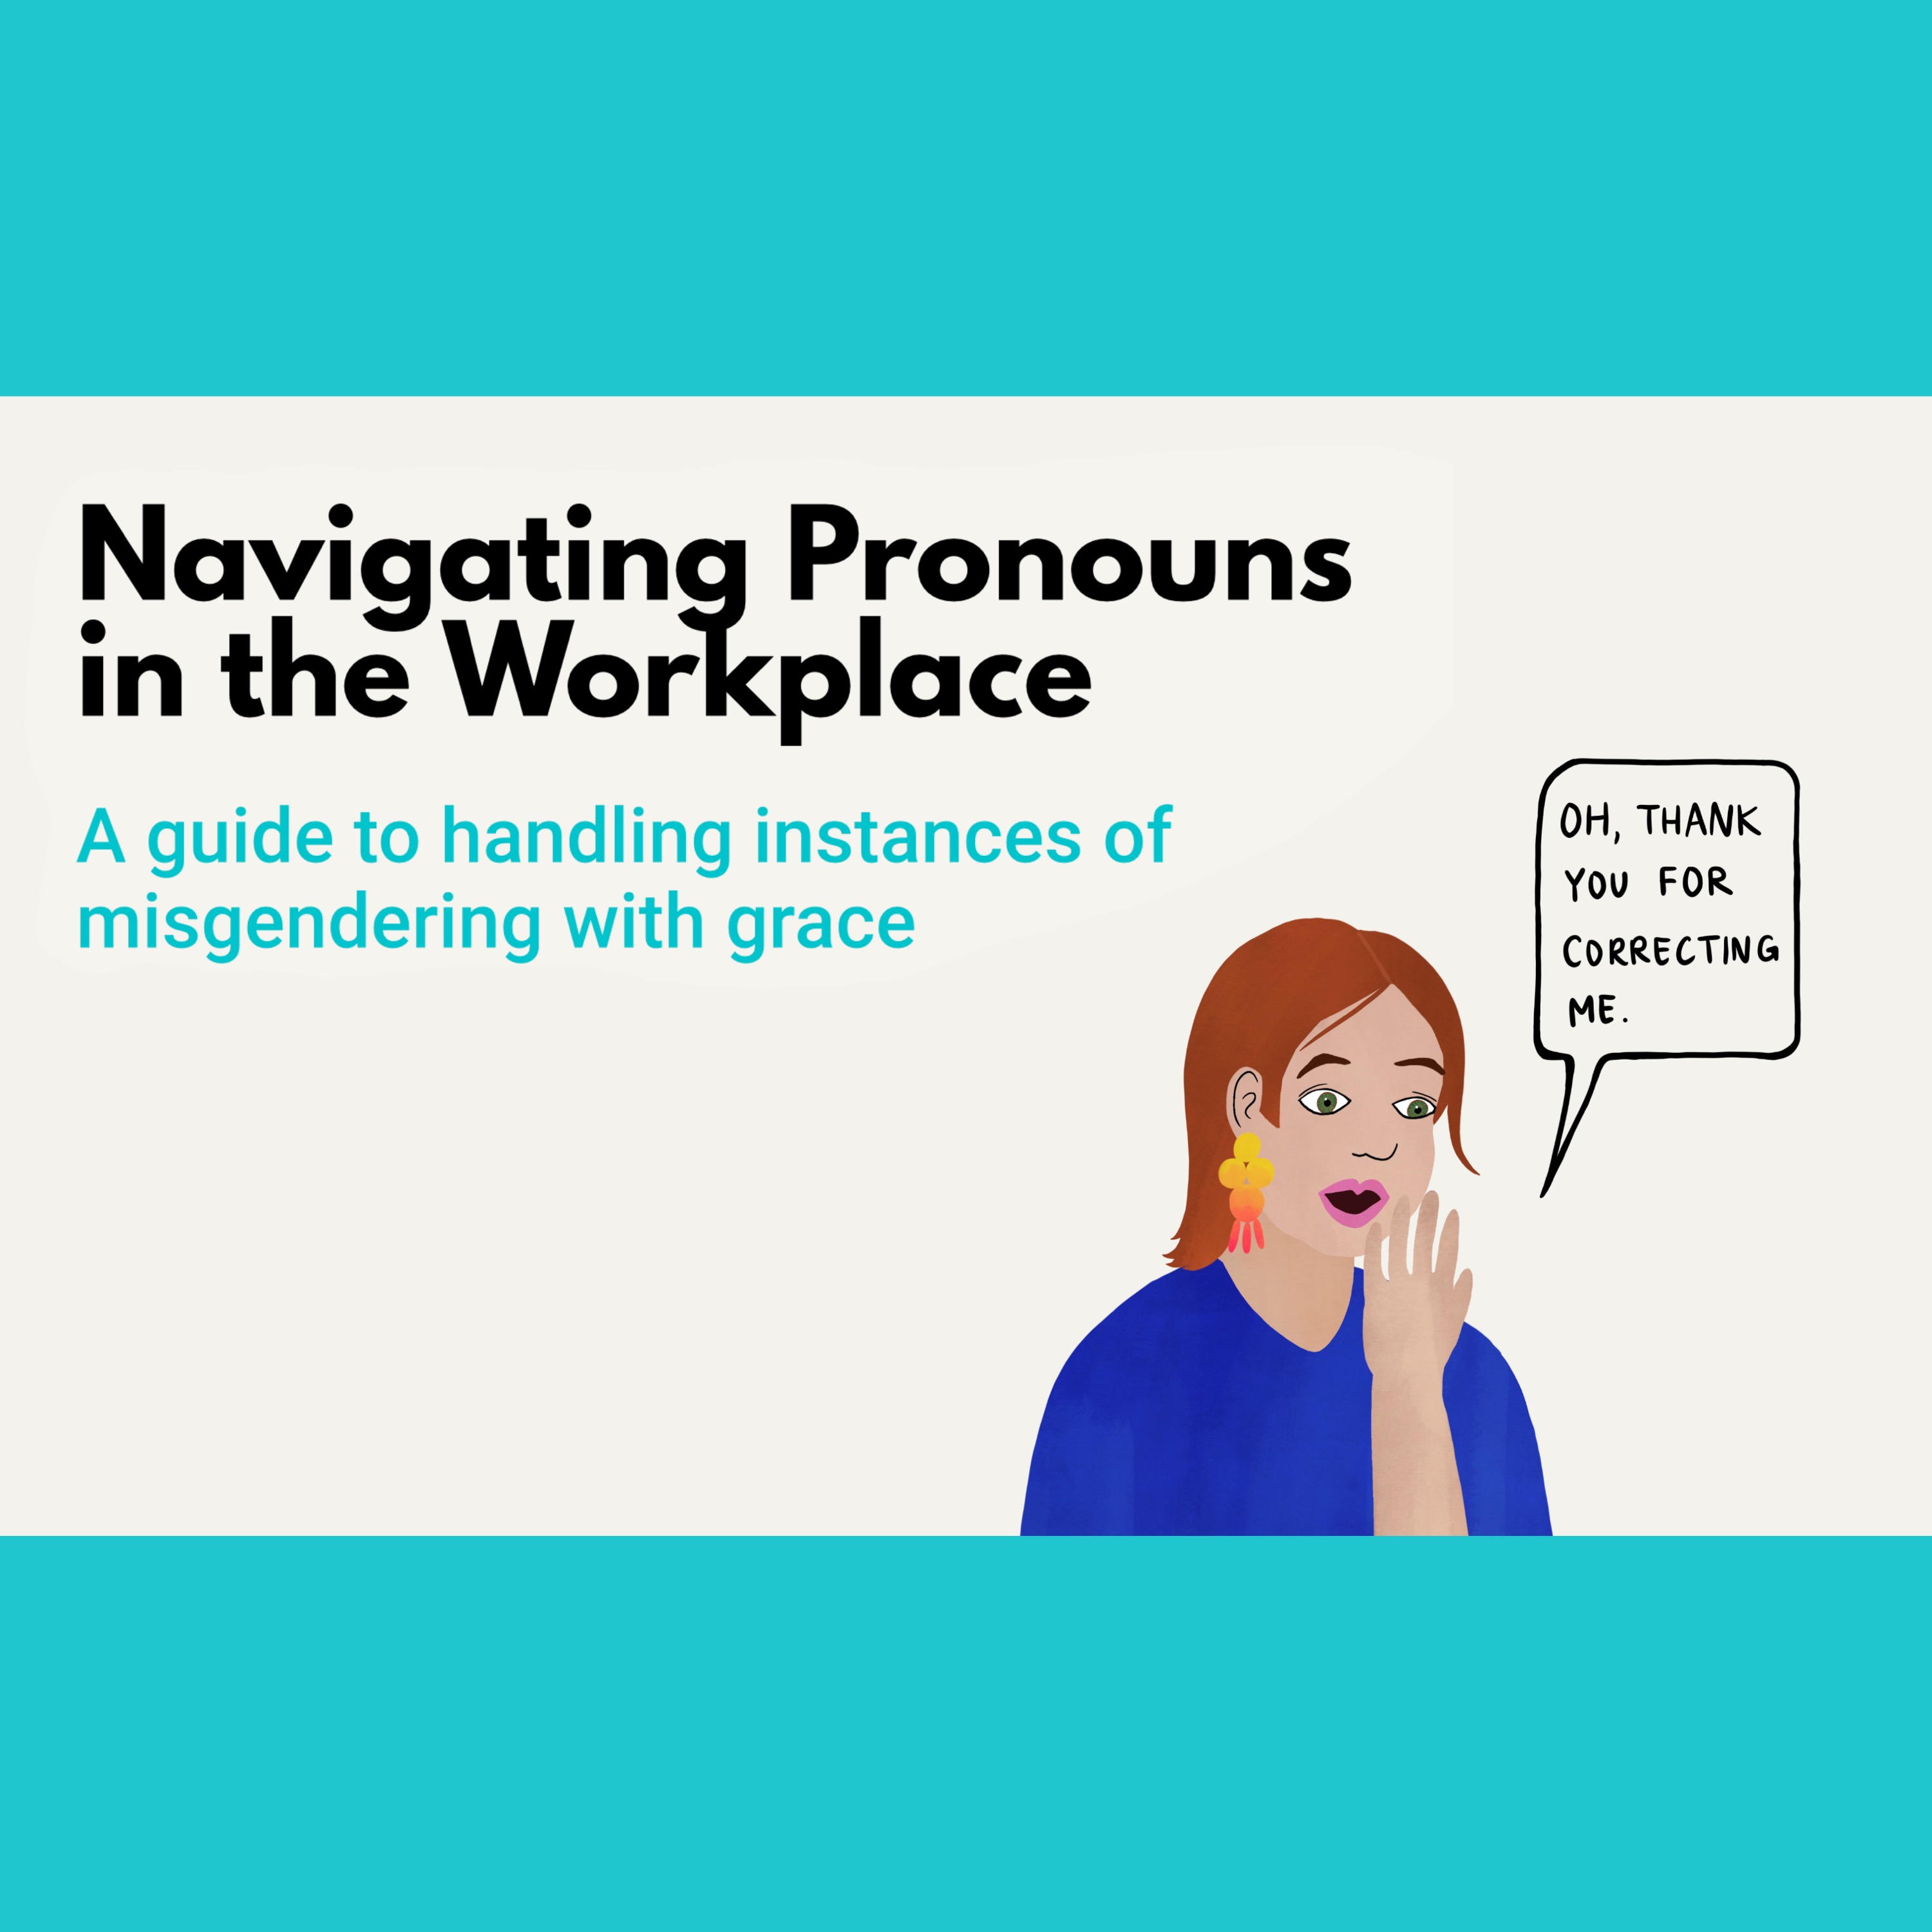 Navigating Pronouns
in the Workplace
A guide to handling instances of
misgendering with grace
OH, THANK
YOU FOR
CORRECTING
ME.